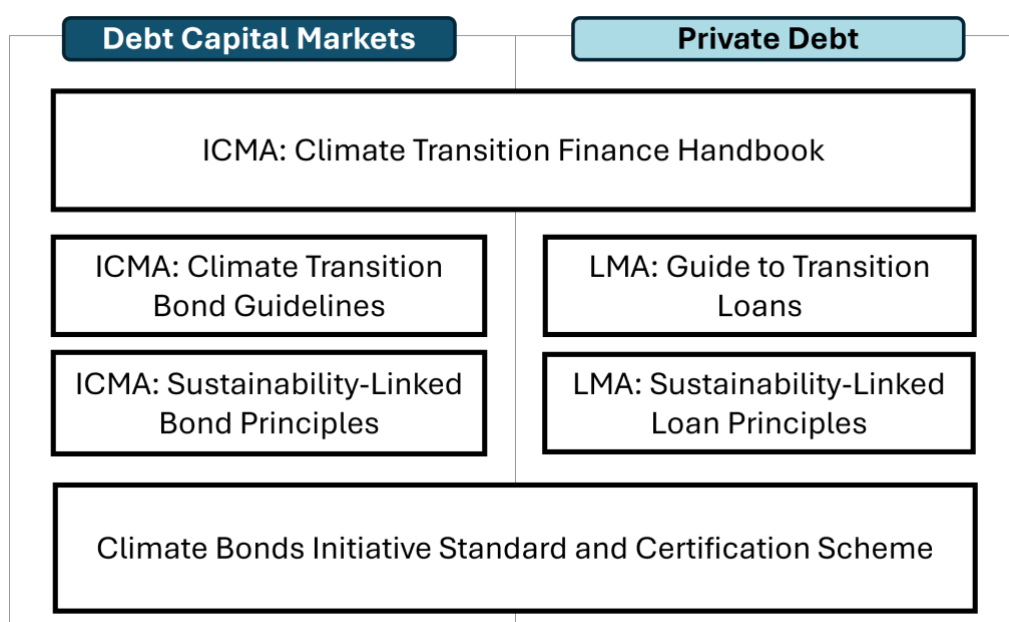 Debt Capital Markets
Private Debt
ICMA: Climate Transition Finance Handbook
ICMA: Climate Transition
Bond Guidelines
LMA: Guide to Transition
Loans
ICMA: Sustainability-Linked
Bond Principles
LMA: Sustainability-Linked
Loan Principles
Climate Bonds Initiative Standard and Certification Scheme